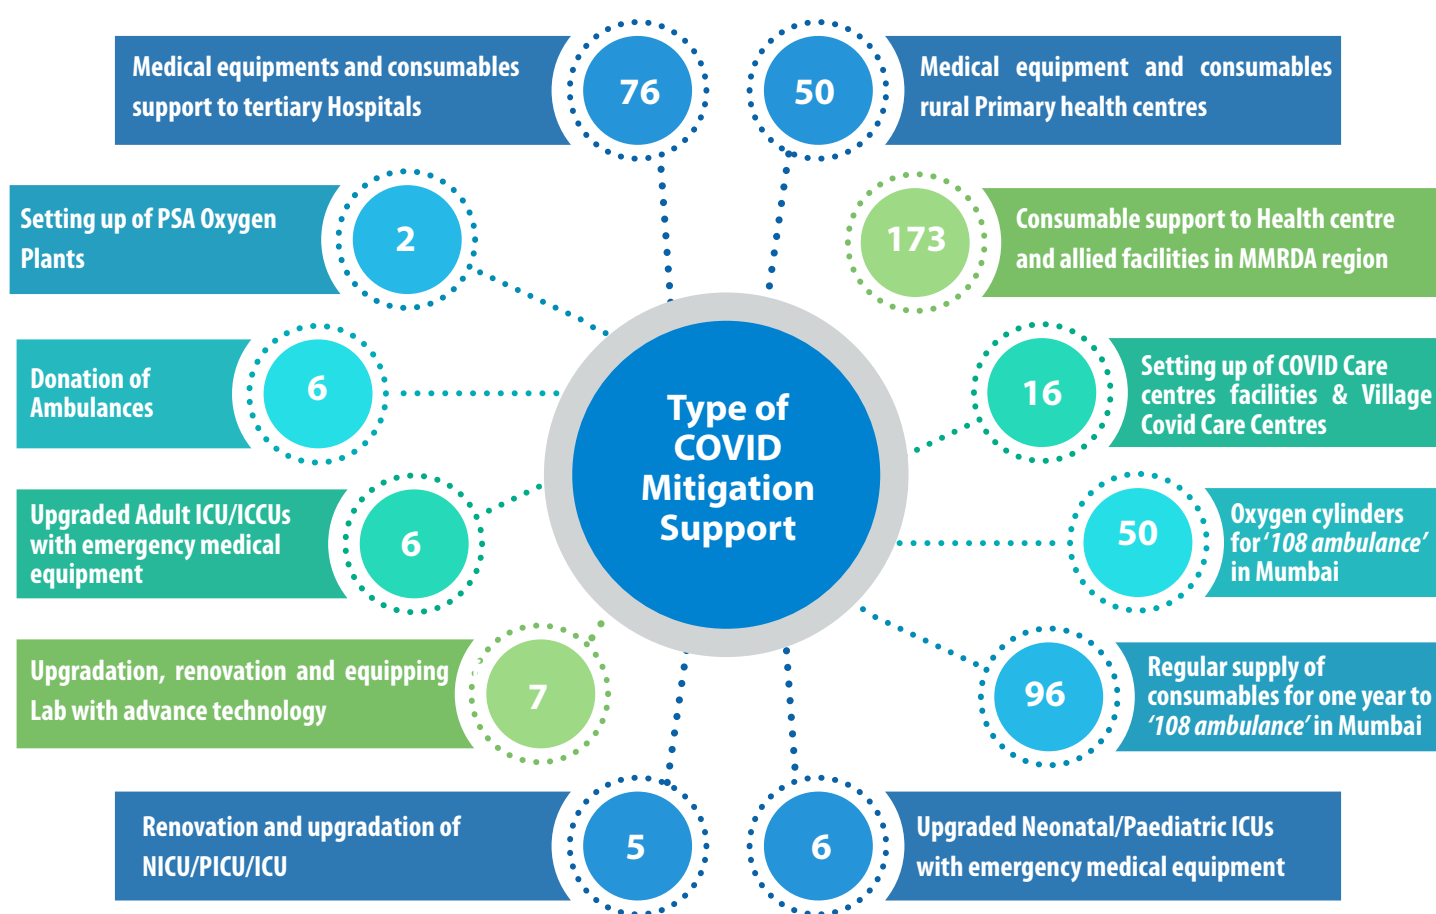 Medical equipments and consumables
support to tertiary Hospitals
76
50
Medical equipment and consumables
rural Primary health centres
Setting up of PSA Oxygen
Plants
2
173
Consumable support to Health centre
and allied facilities in MMRDA region
Donation of
Ambulances
6
Type of
COVID
Mitigation
Support
16
Setting up of COVID Care
centres facilities & Village
Covid Care Centres
Upgraded Adult ICU/ICCUs
with emergency medical
equipment
6
50
Oxygen cylinders
for ‘108 ambulance’
in Mumbai
Upgradation, renovation and equipping
Lab with advance technology
7
96
Regular supply of
consumables for one year to
‘108 ambulance’ in Mumbai
Renovation and upgradation of
NICU/PICU/ICU
5
6
Upgraded Neonatal/Paediatric ICUs
with emergency medical equipment